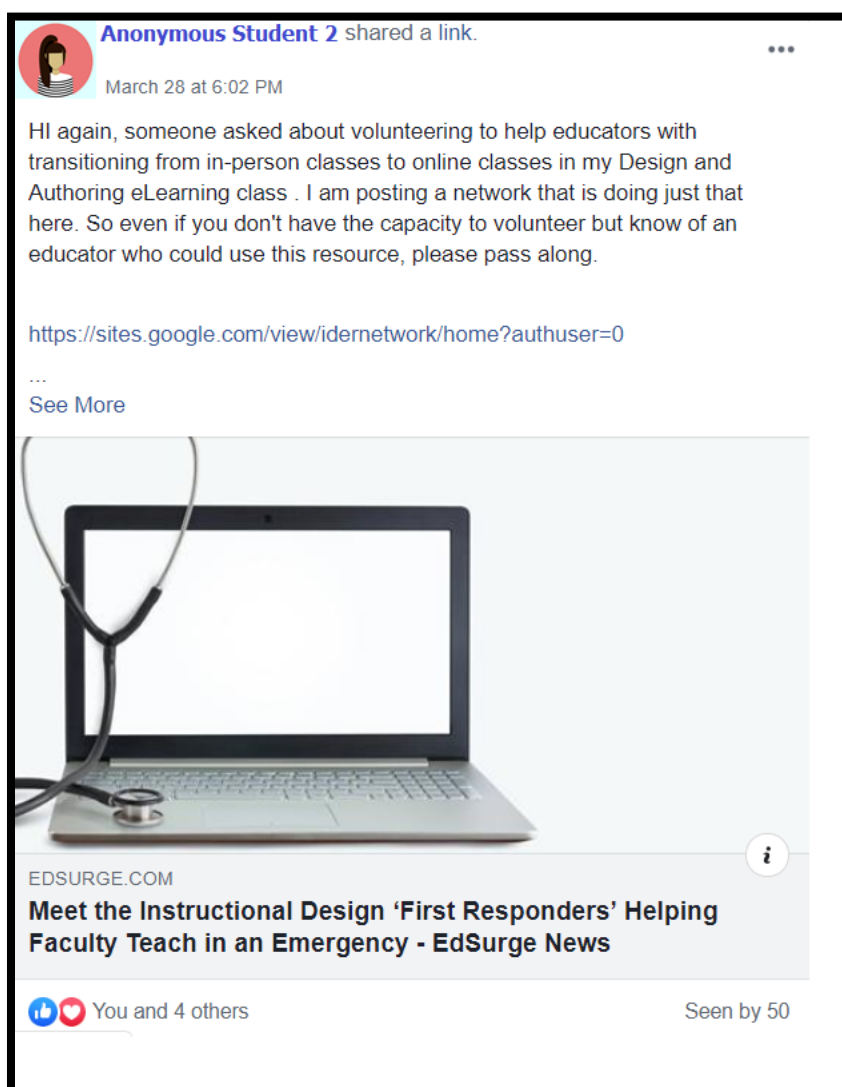 Anonymous Student 2 shared a link.
March 28 at 6:02 PM
HI again, someone asked about volunteering to help educators with
transitioning from in-person classes to online classes in my Design and
Authoring eLearning class . I am posting a network that is doing just that
here. So even if you don't have the capacity to volunteer but know of an
educator who could use this resource, please pass along.
https://sites.google.com/view/idernetwork/home?authuser=0
...
See More
i
EDSURGE.COM
Meet the Instructional Design ‘First Responders’ Helping
Faculty Teach in an Emergency - EdSurge News
You and 4 others
Seen by 50